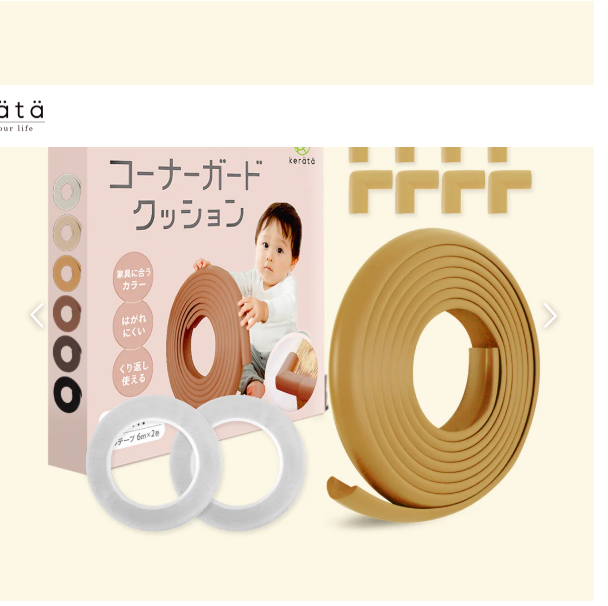 ätä
our life
kerätä
コーナーガード
クッション
家具に合う
カラー
はがれ
にくい
くり返し
使える
テープ 6m×2巻